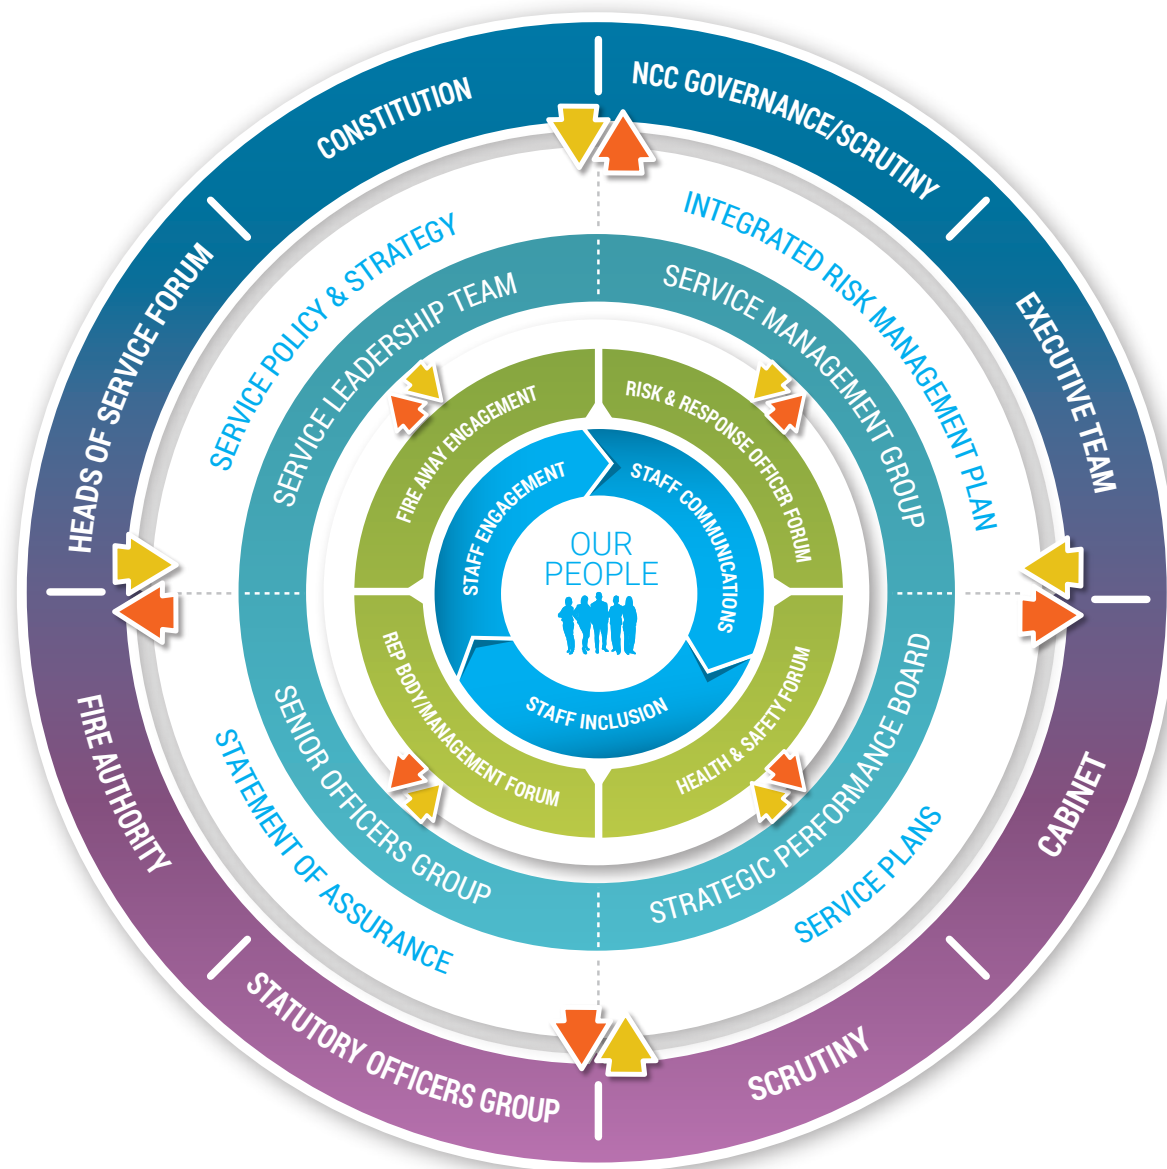 CONSTITUTION
NCC GOVERNANCE/SCRUTINY
EXECUTIVE TEAM
CABINET
SCRUTINY
STATUTORY OFFICERS GROUP
FIRE AUTHORITY
HEADS OF SERVICE FORUM
SERVICE POLICY & STRATEGY
INTEGRATED RISK MANAGEMENT PLAN
SERVICE PLANS
STATEMENT OF ASSURANCE
SERVICE LEADERSHIP TEAM
SERVICE MANAGEMENT GROUP
STRATEGIC PERFORMANCE BOARD
SENIOR OFFICERS GROUP
FIRE AWAY ENGAGEMENT
RISK & RESPONSE OFFICER FORUM
HEALTH & SAFETY FORUM
REP BODY/MANAGEMENT FORUM
STAFF ENGAGEMENT
STAFF COMMUNICATIONS
STAFF INCLUSION
OUR
PEOPLE